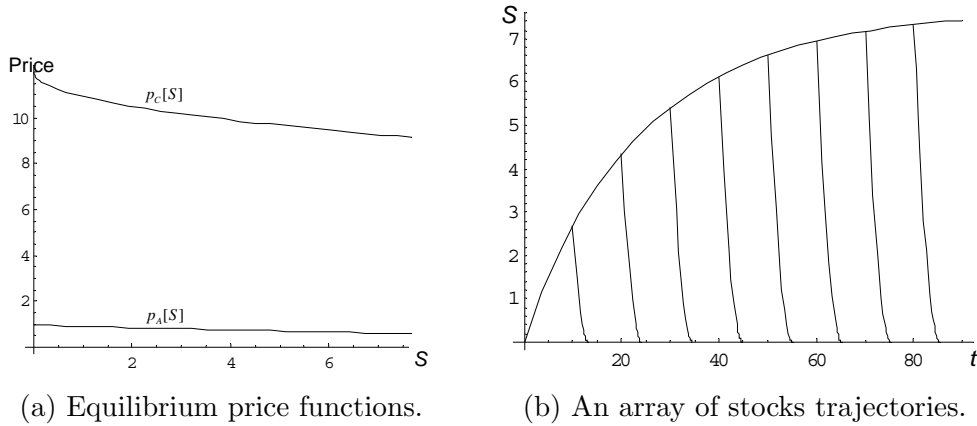 Price
p_C[S]
10
8
6
4
2
p_A[S]
2
4
6
S
(a) Equilibrium price functions.
S
7
6
5
4
3
2
1
20
40
60
80
t
(b) An array of stocks trajectories.